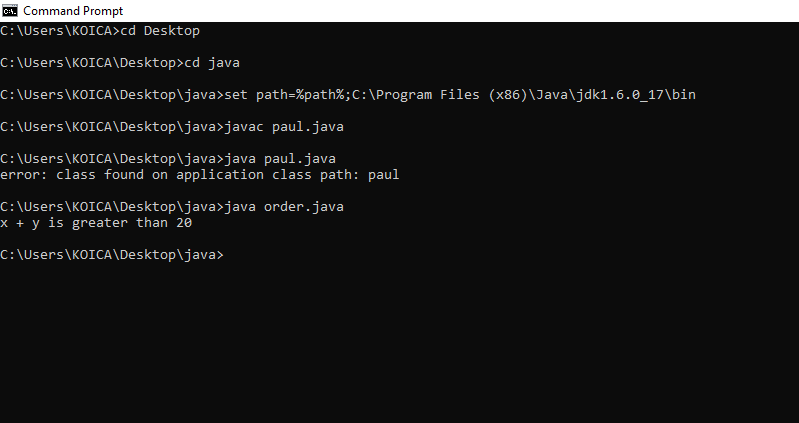 Command Prompt
C:\Users\KOICA>cd Desktop
C:\Users\KOICA\Desktop>cd java
C:\Users\KOICA\Desktop\java>set path=%path%;C:\Program Files (x86)\Java\jdk1.6.0_17\bin
C:\Users\KOICA\Desktop\java>javac paul.java
C:\Users\KOICA\Desktop\java>java paul.java
error: class found on application class path: paul
C:\Users\KOICA\Desktop\java>java order.java
x + y is greater than 20
C:\Users\KOICA\Desktop\java>